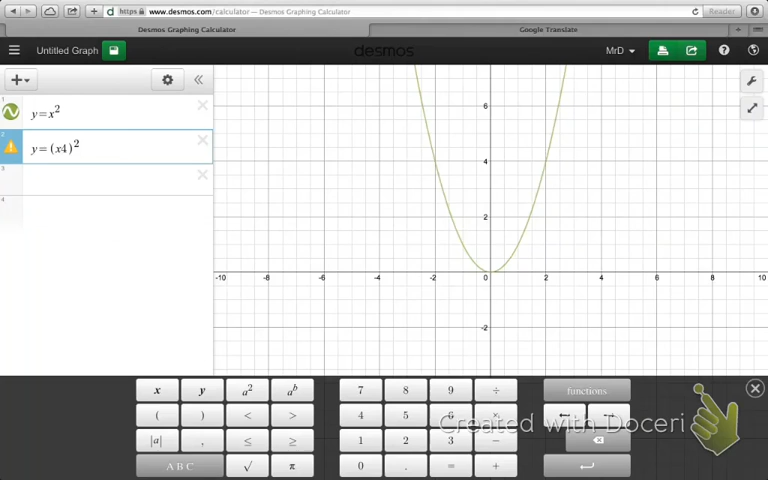 https www.desmos.com/calculator — Desmos Graphing Calculator
Reader
Desmos Graphing Calculator
Google Translate
Untitled Graph
desmos
MrD
?
1
y=x²
2
y=(x4)²
3
4
6
4
2
-10 -8 -6 -4 -2 0 2 4 6 8 10
-2
x y a² aᵇ 7 8 9 ÷ functions
( ) < > 4 5 6 ×
Created with Doceri
|a| , ≤ ≥ 1 2 3 −
A B C √ π 0 . = +